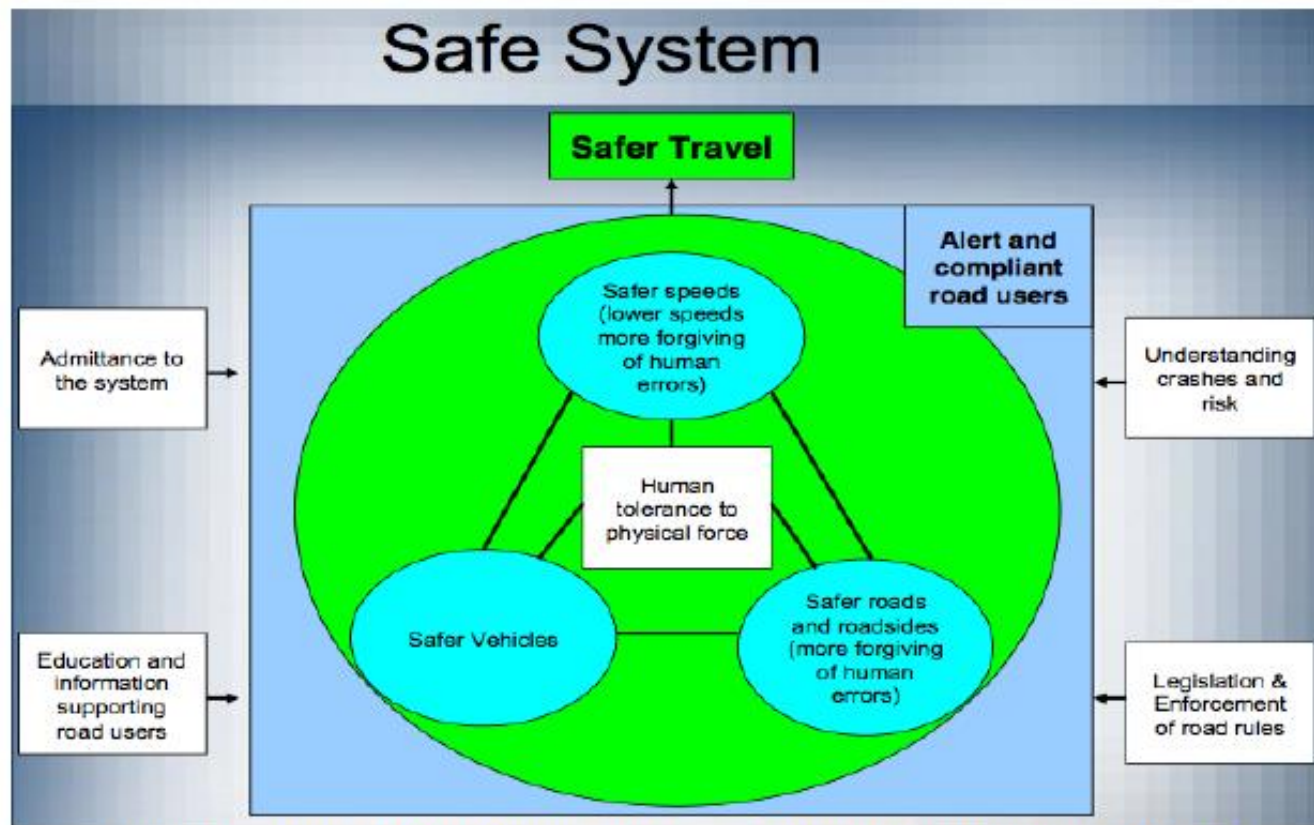 Safe System
Safer Travel
Alert and
compliant
road users
Safer speeds
(lower speeds
more forgiving
of human
errors)
Admittance to
the system
Understanding
crashes and
risk
Human
tolerance to
physical force
Safer Vehicles
Safer roads
and roadsides
(more forgiving
of human
errors)
Education and
information
supporting
road users
Legislation &
Enforcement
of road rules